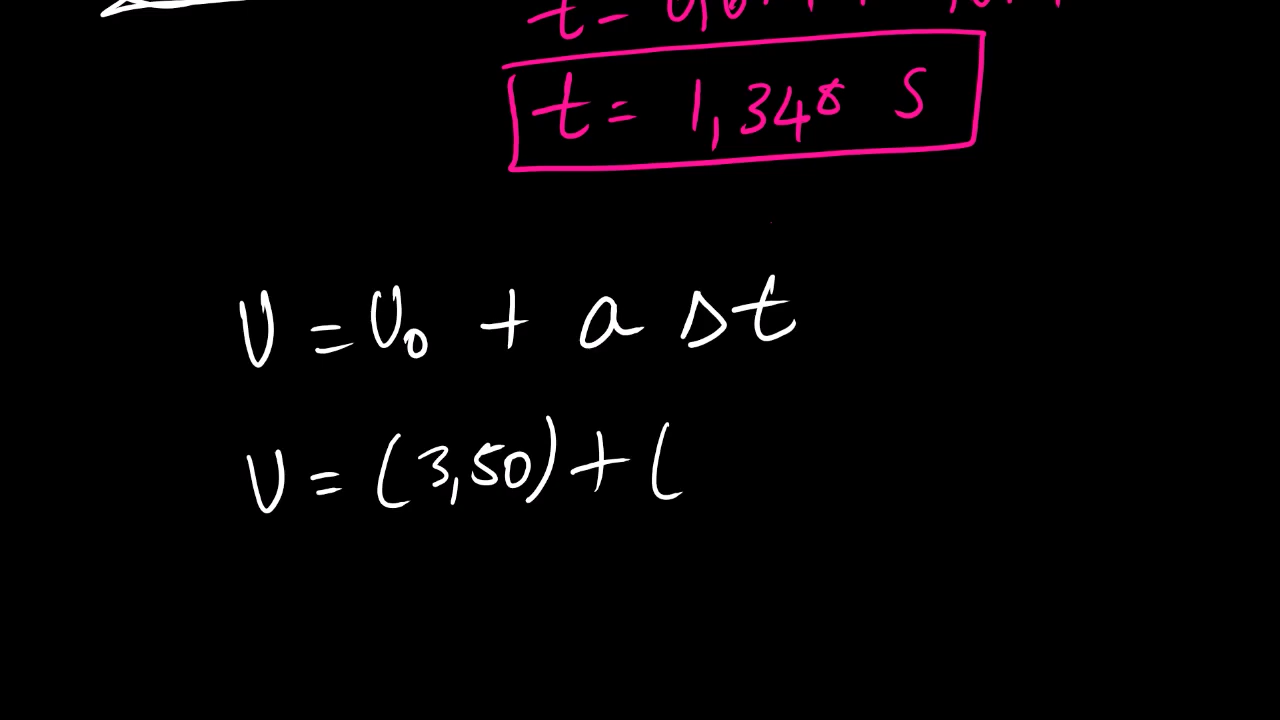 t = 1,348 s
v = v₀ + a Δt
v = (3,50) + (